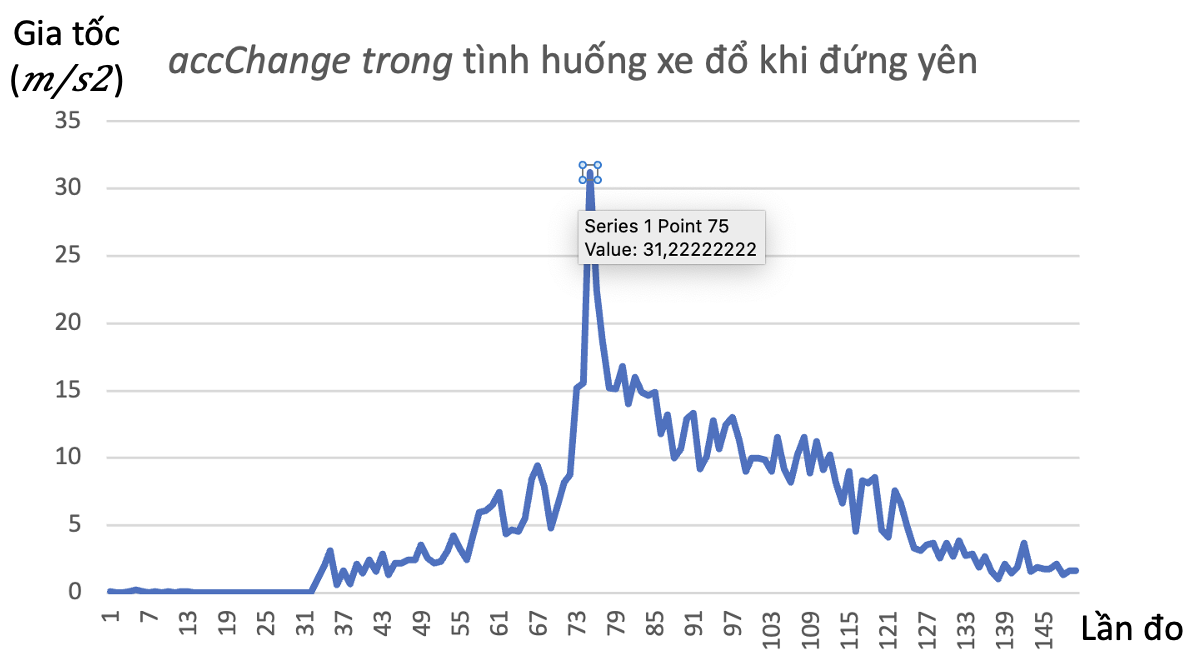 Gia tốc
(m/s2)
accChange trong tình huống xe đổ khi đứng yên
35
30
25
20
15
10
5
0
Series 1 Point 75
Value: 31,22222222
1 7 13 19 25 31 37 43 49 55 61 67 73 79 85 91 97 103 109 115 121 127 133 139 145
Lần đo